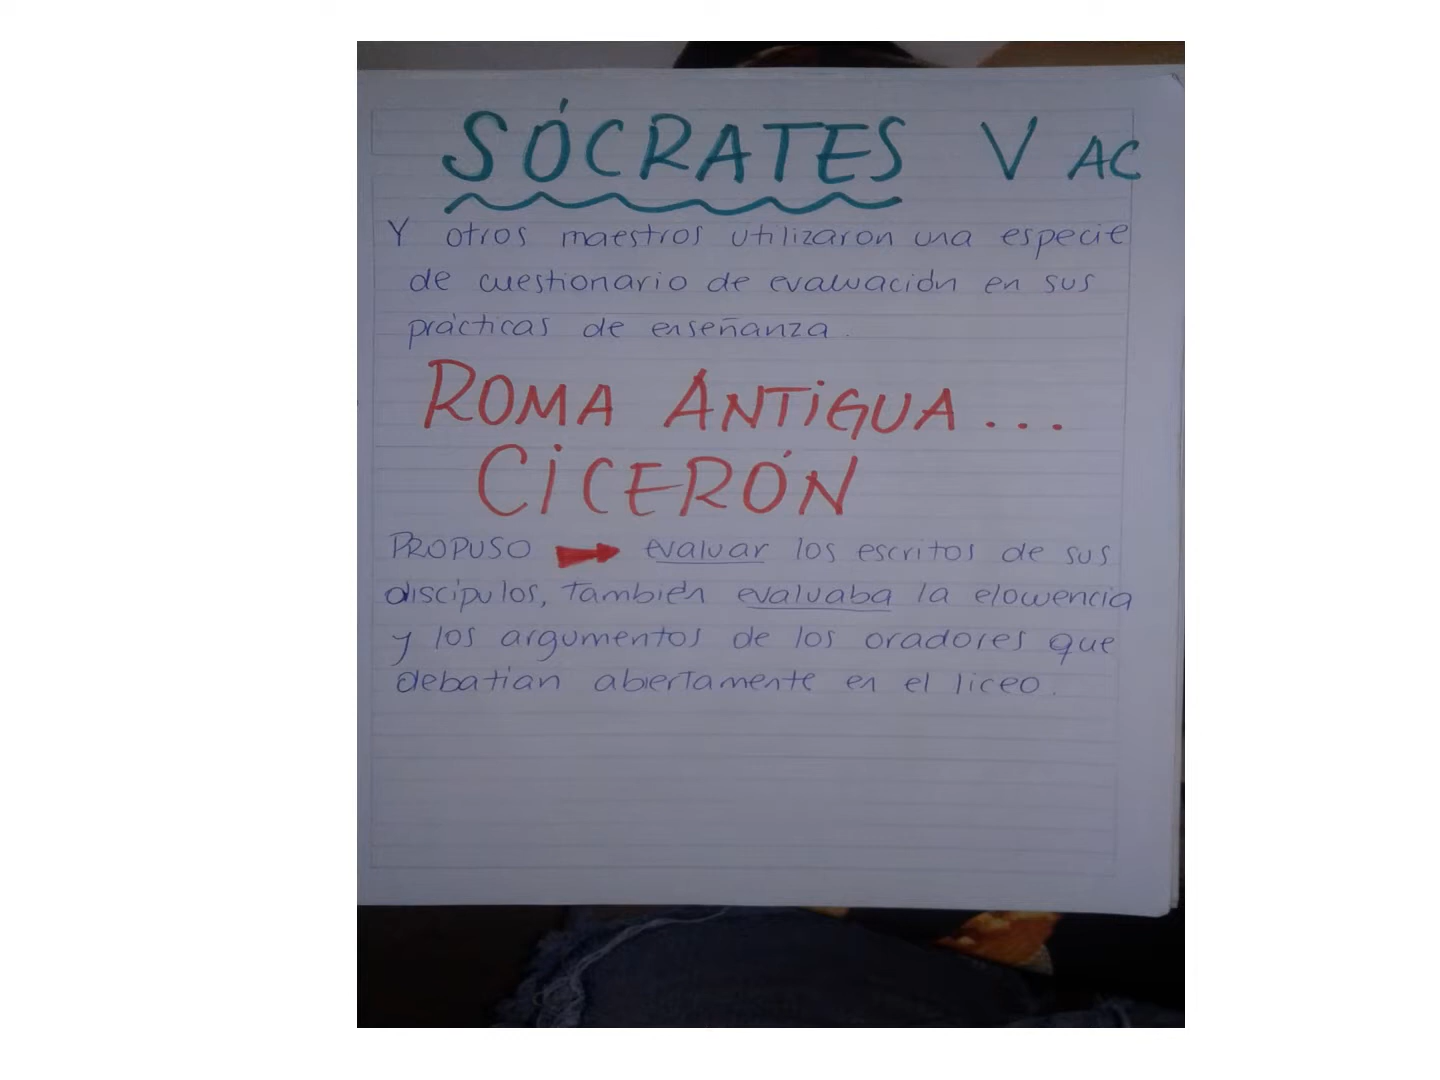 SÓCRATES V AC
Y otros maestros utilizaron una especie
de cuestionario de evaluación en sus
prácticas de enseñanza.
ROMA ANTiGUA...
CiCERÓN
PROPUSO → evaluar los escritos de sus
discípulos, también evaluaba la elocuencia
y los argumentos de los oradores que
debatían abiertamente en el liceo.